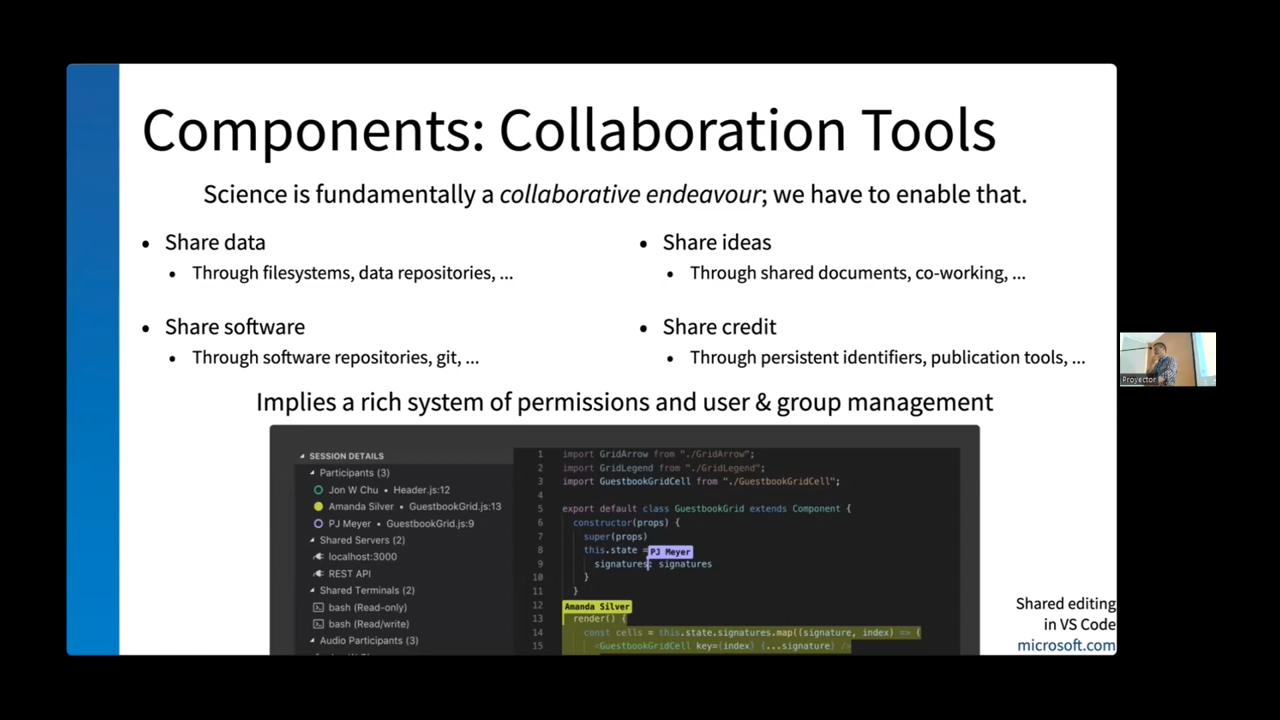 Components: Collaboration Tools
Science is fundamentally a collaborative endeavour; we have to enable that.
• Share data
• Through filesystems, data repositories, ...
• Share software
• Through software repositories, git, ...
• Share ideas
• Through shared documents, co-working, ...
• Share credit
• Through persistent identifiers, publication tools, ...
Implies a rich system of permissions and user & group management
SESSION DETAILS
Participants (3)
Jon W Chu • Header.js:12
Amanda Silver • GuestbookGrid.js:13
PJ Meyer • GuestbookGrid.js:9
Shared Servers (2)
localhost:3000
REST API
Shared Terminals (2)
bash (Read-only)
bash (Read/write)
Audio Participants (3)
1 import GridArrow from "./GridArrow";
2 import GridLegend from "./GridLegend";
3 import GuestbookGridCell from "./GuestbookGridCell";
4
5 export default class GuestbookGrid extends Component {
6 constructor(props) {
7 super(props)
8 this.state = PJ Meyer
9 signatures: signatures
10 }
11 }
12 Amanda Silver
13 render() {
14 const cells = this.state.signatures.map((signature, index) => (
15 <GuestbookGridCell key={index} {...signature} />
Shared editing
in VS Code
microsoft.com
Proyector